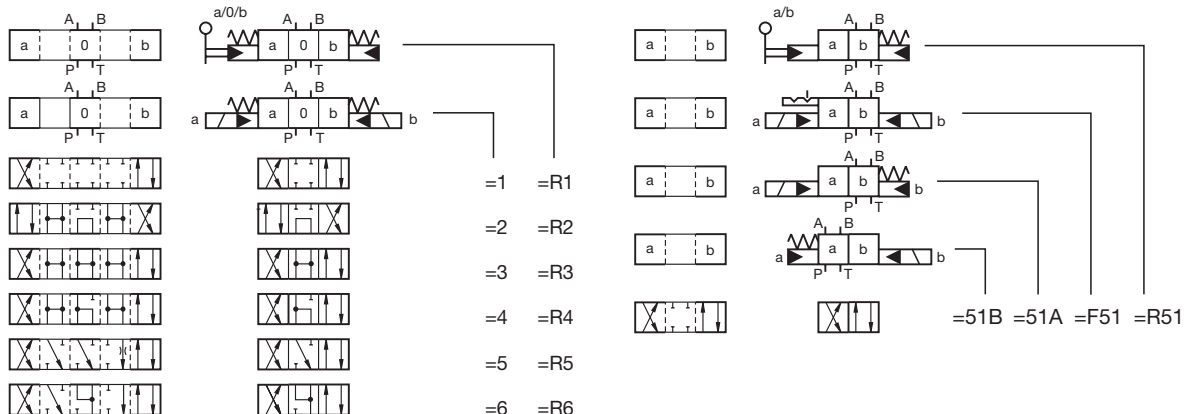 a/0/b
A B
A B
a 0 b
a 0 b
P T
P T
A B
A B
a 0 b
a a 0 b b
P T
P T
=1 =R1
=2 =R2
=3 =R3
=4 =R4
=5 =R5
=6 =R6
a/b
A B
a b
a b
P T
A B
a b
a a b b
P T
A B
a b
a a b b
P T
A B
a b
a a b b
P T
=51B =51A =F51 =R51